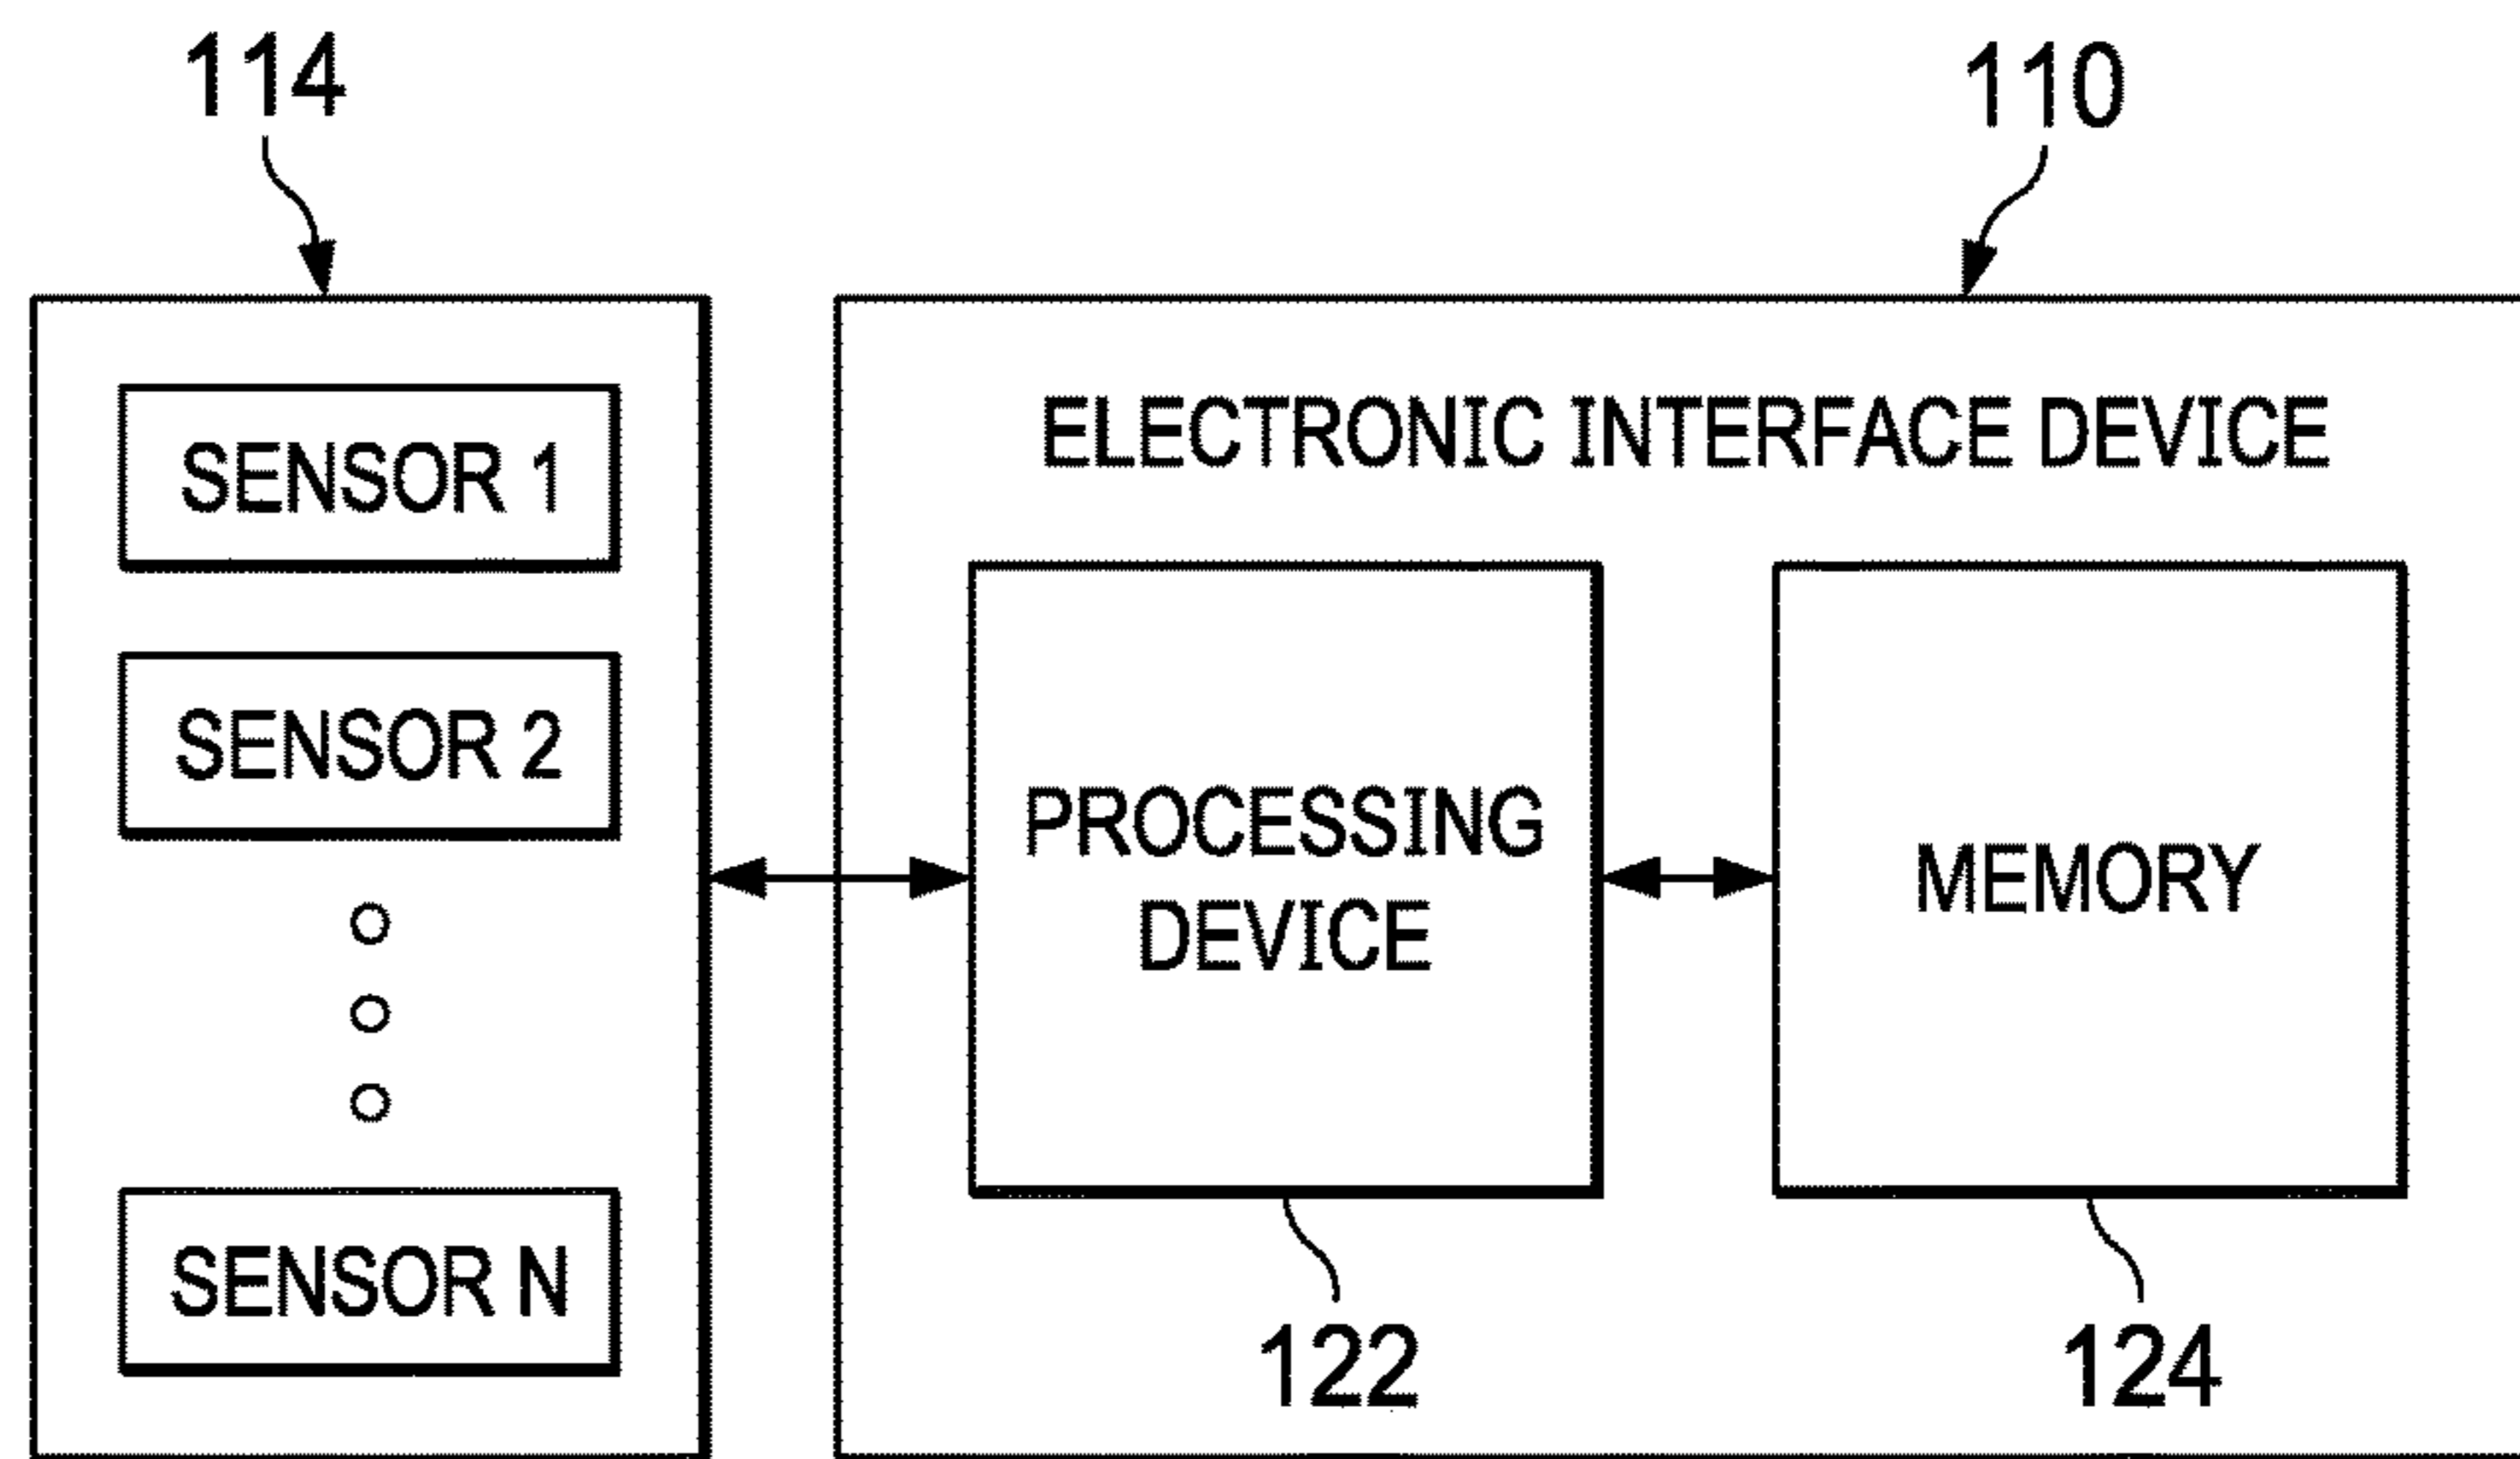 114
110
ELECTRONIC INTERFACE DEVICE
SENSOR 1
SENSOR 2
SENSOR N
PROCESSING
DEVICE
MEMORY
122
124